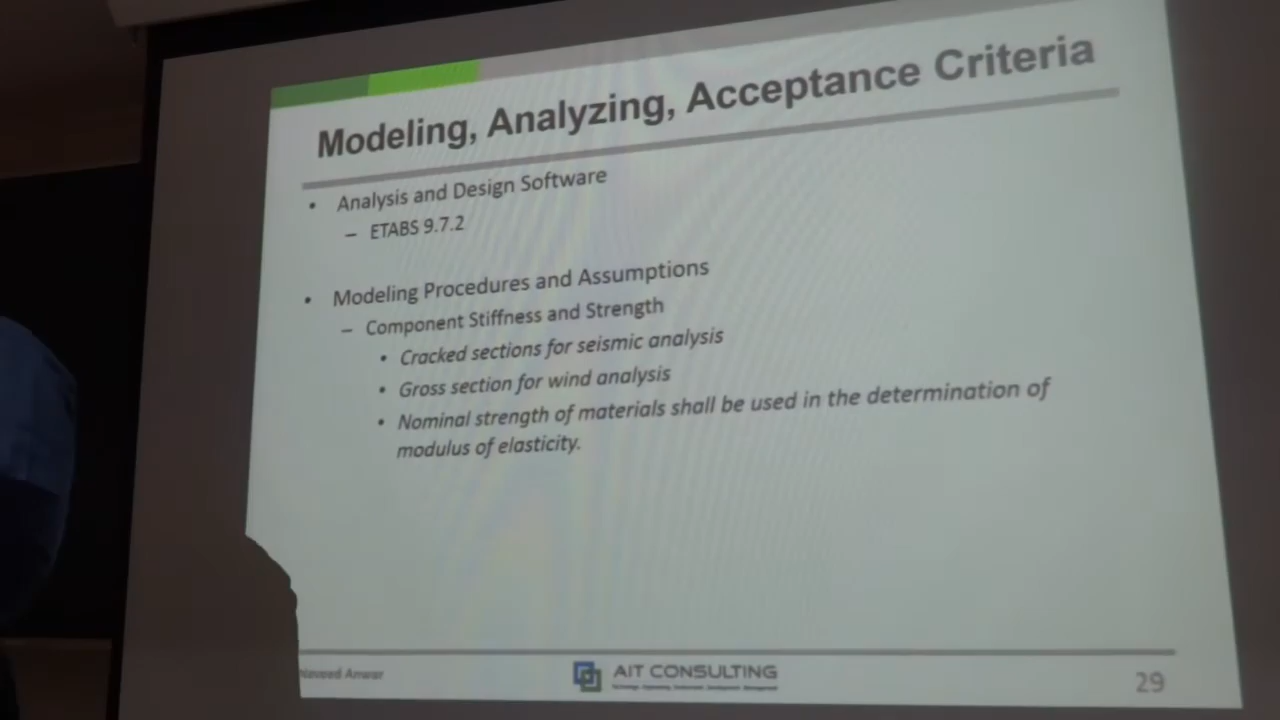 Modeling, Analyzing, Acceptance Criteria
• Analysis and Design Software
– ETABS 9.7.2
• Modeling Procedures and Assumptions
– Component Stiffness and Strength
• Cracked sections for seismic analysis
• Gross section for wind analysis
• Nominal strength of materials shall be used in the determination of
modulus of elasticity.
Naveed Anwar
AIT CONSULTING
29